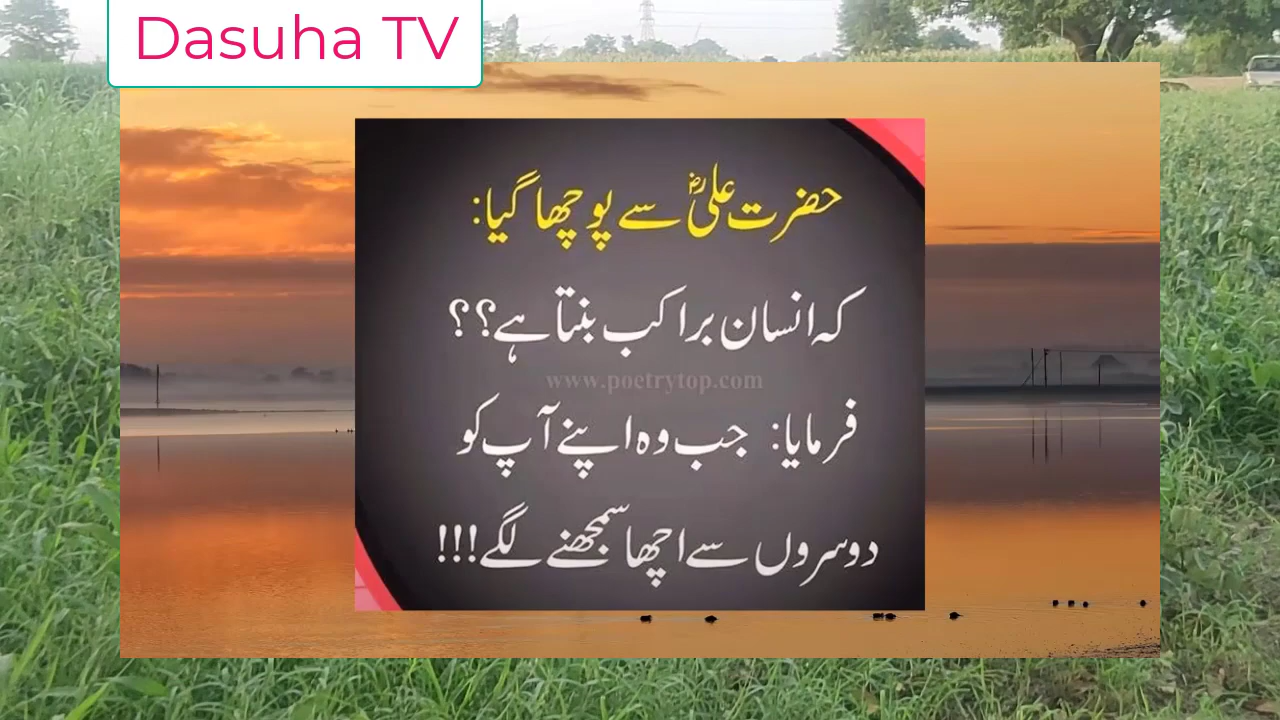 Dasuha TV
حضرت علیؓ سے پوچھا گیا:
کہ انسان برا کب بنتا ہے؟؟
www.poetrytop.com
فرمایا: جب وہ اپنے آپ کو
دوسروں سے اچھا سمجھنے لگے!!!